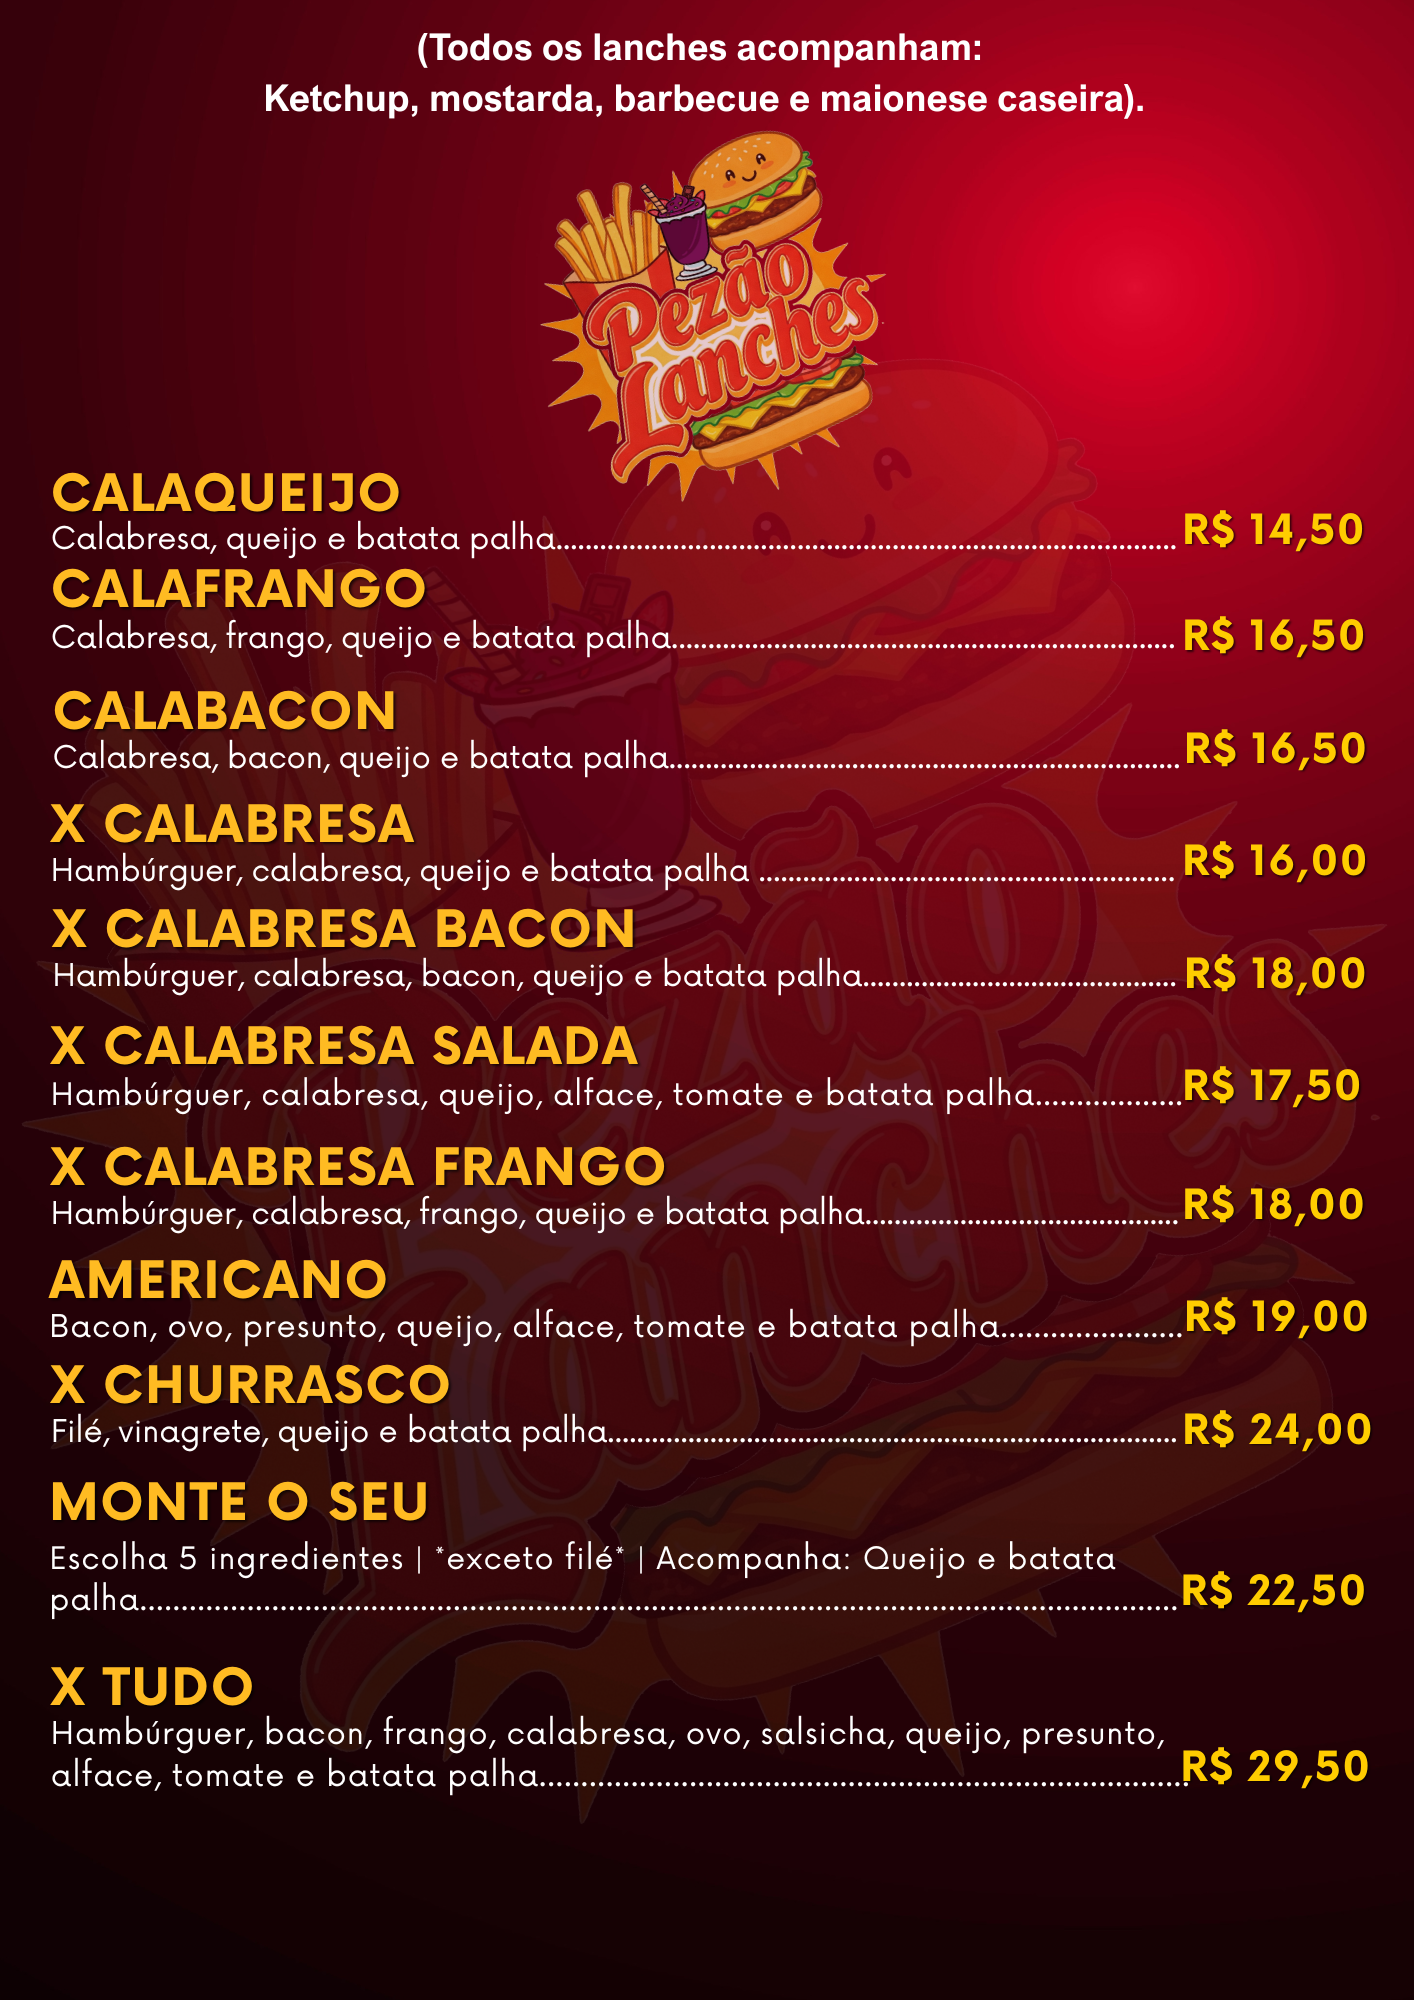 (Todos os lanches acompanham:
Ketchup, mostarda, barbecue e maionese caseira).
Pezão
Lanches
CALAQUEIJO
Calabresa, queijo e batata palha.......... R$ 14,50
CALAFRANGO
Calabresa, frango, queijo e batata palha.......... R$ 16,50
CALABACON
Calabresa, bacon, queijo e batata palha.......... R$ 16,50
X CALABRESA
Hambúrguer, calabresa, queijo e batata palha .......... R$ 16,00
X CALABRESA BACON
Hambúrguer, calabresa, bacon, queijo e batata palha.......... R$ 18,00
X CALABRESA SALADA
Hambúrguer, calabresa, queijo, alface, tomate e batata palha.......... R$ 17,50
X CALABRESA FRANGO
Hambúrguer, calabresa, frango, queijo e batata palha.......... R$ 18,00
AMERICANO
Bacon, ovo, presunto, queijo, alface, tomate e batata palha.......... R$ 19,00
X CHURRASCO
Filé, vinagrete, queijo e batata palha.......... R$ 24,00
MONTE O SEU
Escolha 5 ingredientes | *exceto filé* | Acompanha: Queijo e batata
palha.......... R$ 22,50
X TUDO
Hambúrguer, bacon, frango, calabresa, ovo, salsicha, queijo, presunto,
alface, tomate e batata palha.......... R$ 29,50